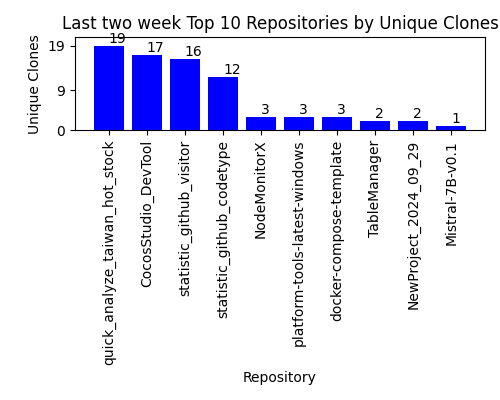 Last two week Top 10 Repositories by Unique Clones
Unique Clones
19
9
0
19
17
16
12
3
3
3
2
2
1
quick_analyze_taiwan_hot_stock
CocosStudio_DevTool
statistic_github_visitor
statistic_github_codetype
NodeMonitorX
platform-tools-latest-windows
docker-compose-template
TableManager
NewProject_2024_09_29
Mistral-7B-v0.1
Repository